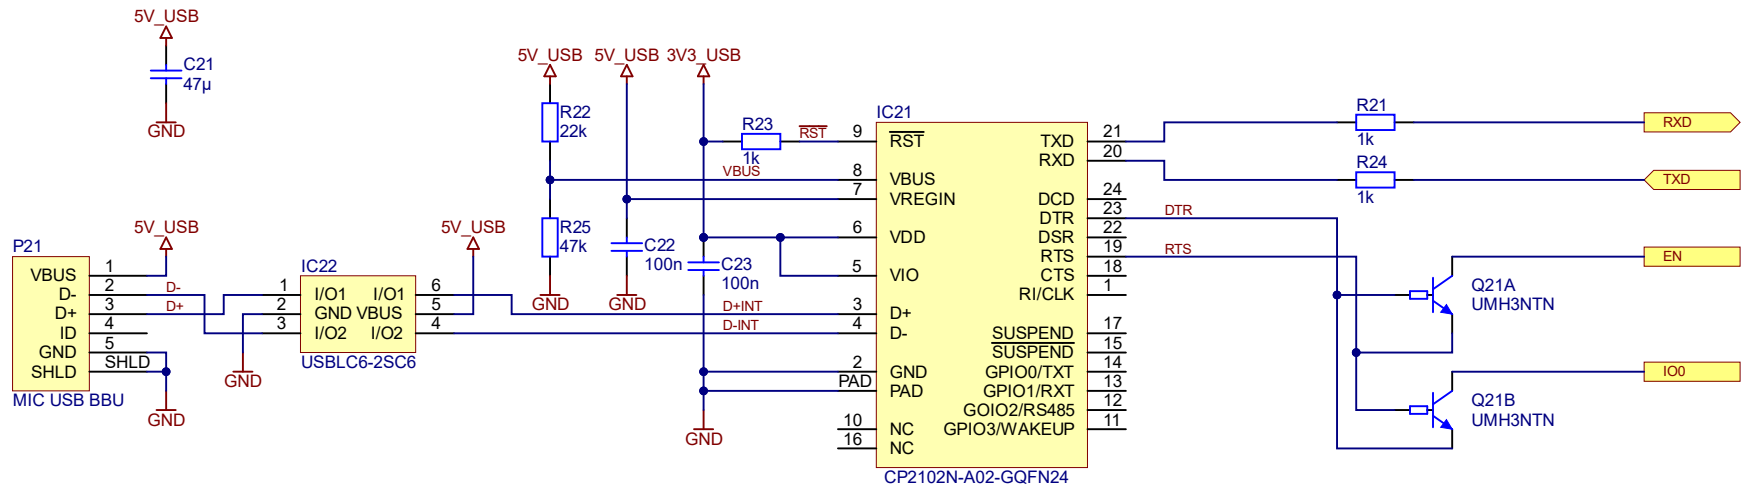 5V_USB
C21
47µ
GND
P21
VBUS
D-
D+
ID
GND
SHLD
1
2
3
4
5
SHLD
MIC USB BBU
5V_USB
D-
D+
GND
GND
IC22
I/O1
GND
I/O2
I/O1
VBUS
I/O2
1
2
3
6
5
4
USBLC6-2SC6
5V_USB
5V_USB
R22
22k
R25
47k
GND
5V_USB
C22
100n
GND
3V3_USB
C23
100n
GND
R23
1k
RST
VBUS
D+INT
D-INT
IC21
9
8
7
6
5
3
4
2
PAD
10
16
RST
VBUS
VREGIN
VDD
VIO
D+
D-
GND
PAD
NC
NC
TXD
RXD
DCD
DTR
DSR
RTS
CTS
RI/CLK
SUSPEND
SUSPEND
GPIO0/TXT
GPIO1/RXT
GOIO2/RS485
GPIO3/WAKEUP
21
20
24
23
22
19
18
1
17
15
14
13
12
11
CP2102N-A02-GQFN24
DTR
RTS
R21
1k
R24
1k
RXD
TXD
EN
Q21A
UMH3NTN
IO0
Q21B
UMH3NTN